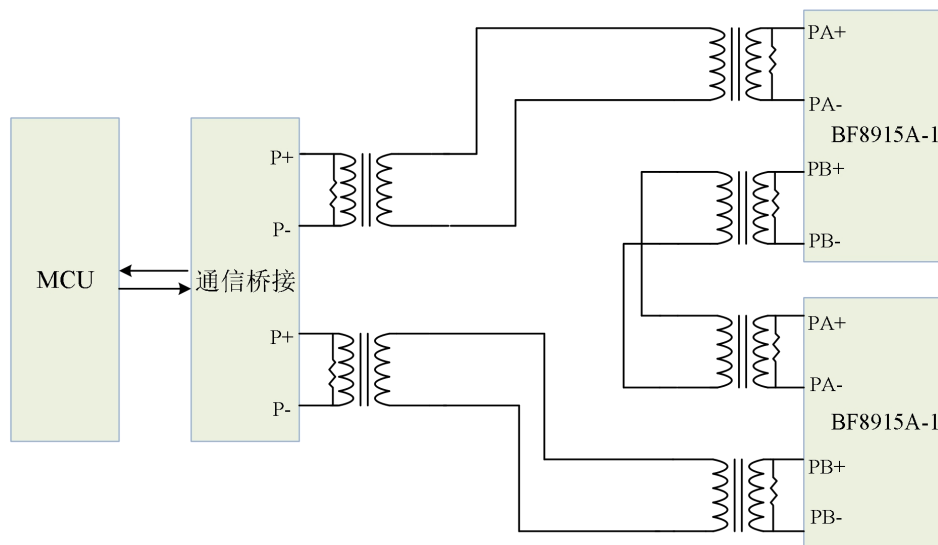 PA+
PA-
BF8915A-1
PB+
PB-
P+
P-
MCU
通信桥接
P+
P-
PA+
PA-
BF8915A-1
PB+
PB-